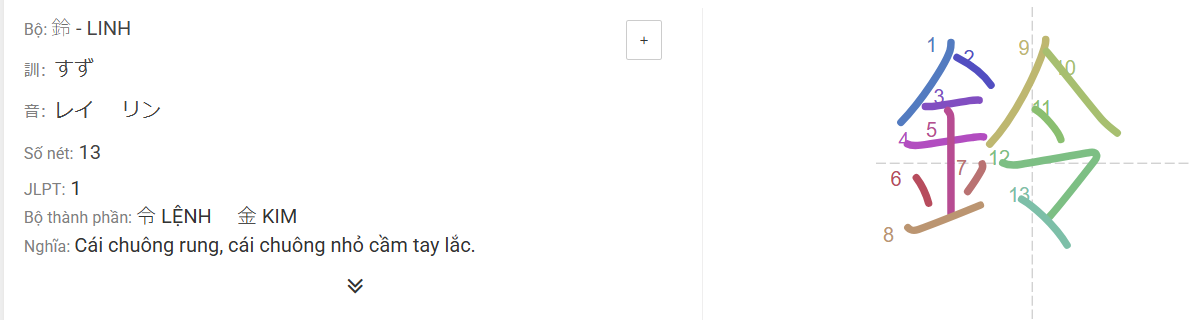 Bộ: 鈴 - LINH
訓: すず
音: レイ リン
Số nét: 13
JLPT: 1
Bộ thành phần: 令 LỆNH 金 KIM
Nghĩa: Cái chuông rung, cái chuông nhỏ cầm tay lắc.
+
1
2
3
4
5
6
7
8
9
10
11
12
13